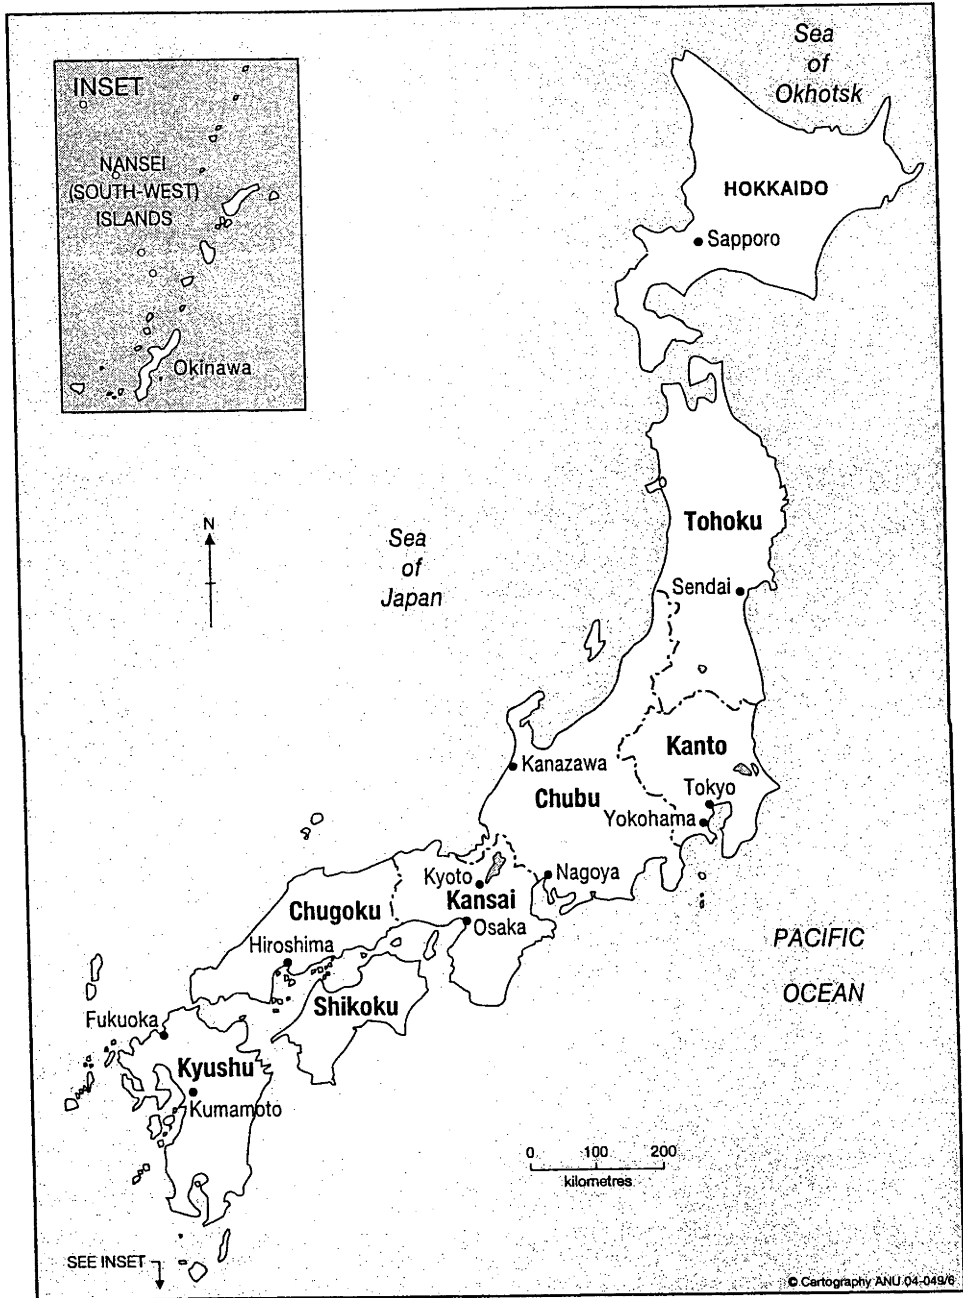 Sea
of
Okhotsk
INSET
NANSEI
(SOUTH-WEST)
ISLANDS
Okinawa
HOKKAIDO
Sapporo
N
Sea
of
Japan
Tohoku
Sendai
Kanto
Kanazawa
Chubu
Tokyo
Yokohama
Kyoto
Nagoya
Kansai
Chugoku
Osaka
Hiroshima
PACIFIC
OCEAN
Shikoku
Fukuoka
Kyushu
Kumamoto
0 100 200
kilometres
SEE INSET
© Cartography ANU 04-049/6